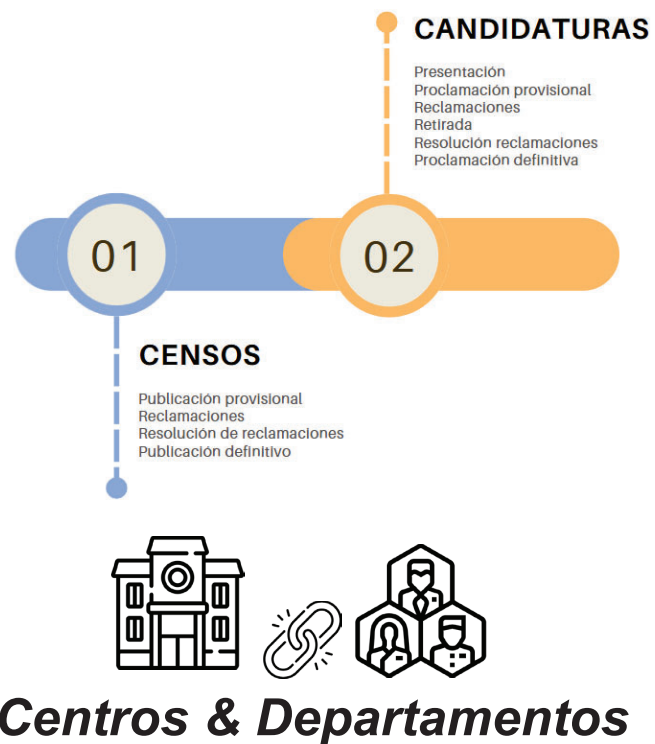 CANDIDATURAS
Presentación
Proclamación provisional
Reclamaciones
Retirada
Resolución reclamaciones
Proclamación definitiva
01
02
CENSOS
Publicación provisional
Reclamaciones
Resolución de reclamaciones
Publicación definitivo
Centros & Departamentos